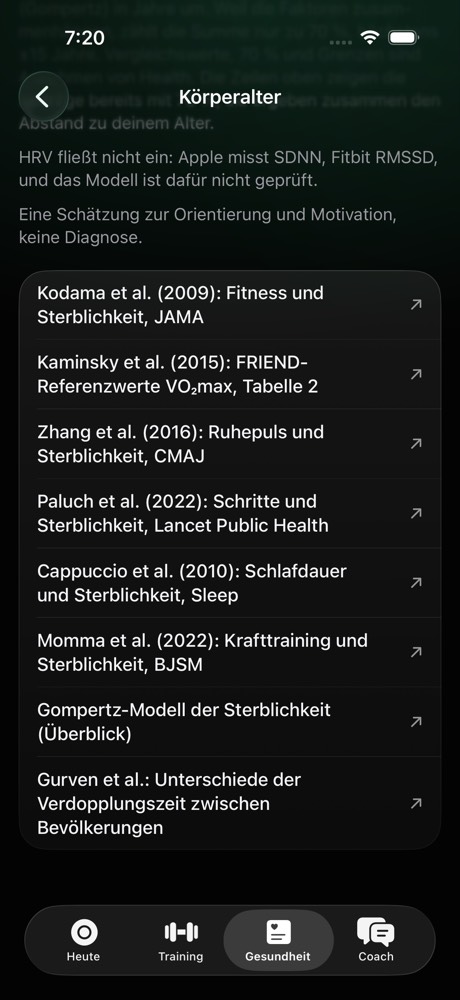 7:20
Körperalter
Abstand zu deinem Alter.
HRV fließt nicht ein: Apple misst SDNN, Fitbit RMSSD,
und das Modell ist dafür nicht geprüft.
Eine Schätzung zur Orientierung und Motivation,
keine Diagnose.
Kodama et al. (2009): Fitness und
Sterblichkeit, JAMA
Kaminsky et al. (2015): FRIEND-
Referenzwerte VO₂max, Tabelle 2
Zhang et al. (2016): Ruhepuls und
Sterblichkeit, CMAJ
Paluch et al. (2022): Schritte und
Sterblichkeit, Lancet Public Health
Cappuccio et al. (2010): Schlafdauer
und Sterblichkeit, Sleep
Momma et al. (2022): Krafttraining und
Sterblichkeit, BJSM
Gompertz-Modell der Sterblichkeit
(Überblick)
Gurven et al.: Unterschiede der
Verdopplungszeit zwischen
Bevölkerungen
Heute
Training
Gesundheit
Coach